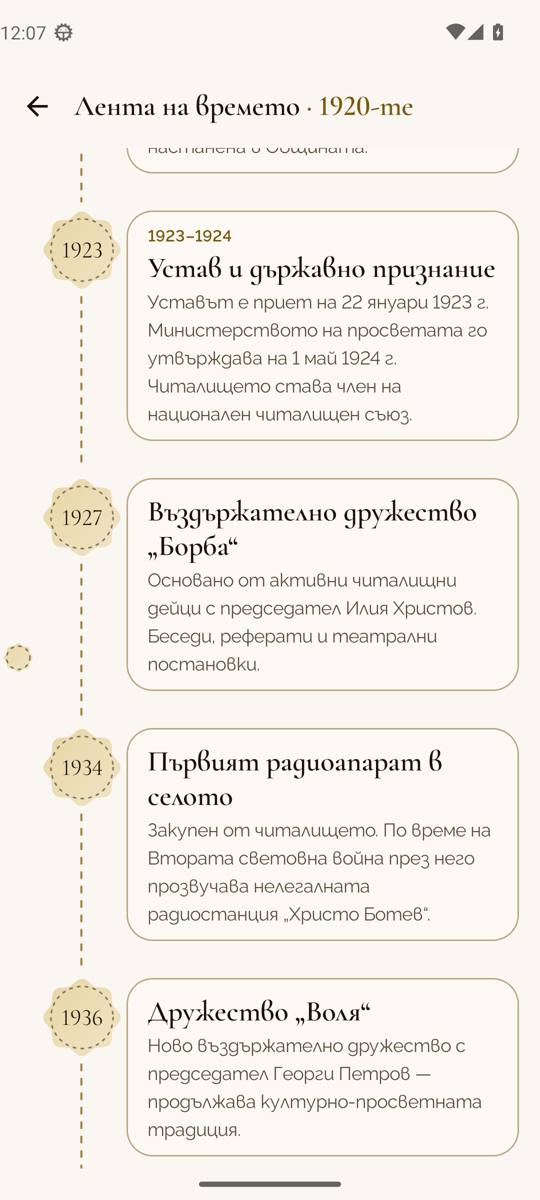 12:07
Лента на времето · 1920-те
настанена в Общината.
1923
1923–1924
Устав и държавно признание
Уставът е приет на 22 януари 1923 г.
Министерството на просветата го
утвърждава на 1 май 1924 г.
Читалището става член на
национален читалищен съюз.
1927
Въздържателно дружество
„Борба“
Основано от активни читалищни
дейци с председател Илия Христов.
Беседи, реферати и театрални
постановки.
1934
Първият радиоапарат в
селото
Закупен от читалището. По време на
Втората световна война през него
прозвучава нелегалната
радиостанция „Христо Ботев“.
1936
Дружество „Воля“
Ново въздържателно дружество с
председател Георги Петров —
продължава културно-просветната
традиция.